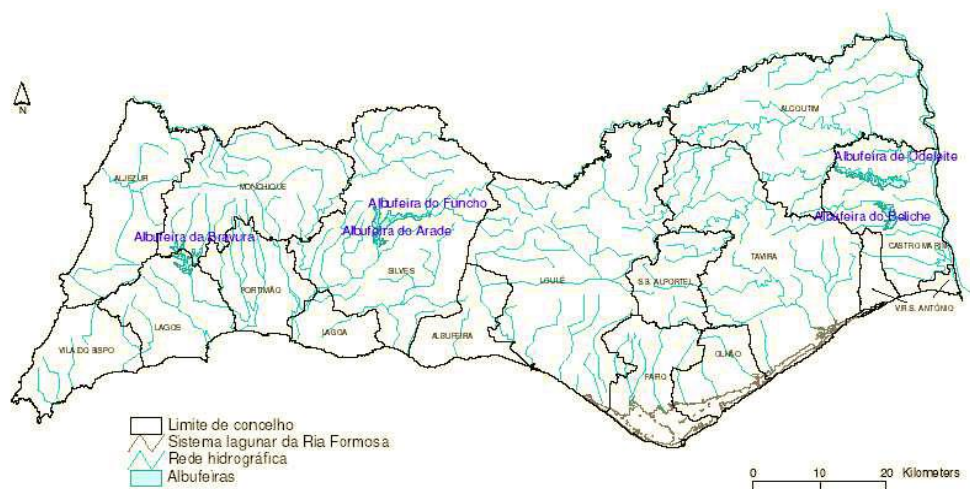 N
ALCOUTIM
Albufeira de Odeleite
ALJEZUR
MONCHIQUE
Albufeira do Funcho
Albufeira do Beliche
Albufeira da Bravura
Albufeira do Arade
CASTRO MARIM
TAVIRA
SILVES
LOULÉ
S.B. ALPORTEL
PORTIMÃO
V.R.S. ANTÓNIO
LAGOS
LAGOA
ALBUFEIRA
VILA DO BISPO
OLHÃO
FARO
Limite de concelho
Sistema lagunar da Ria Formosa
Rede hidrográfica
Albufeiras
0 10 20 Kilometers